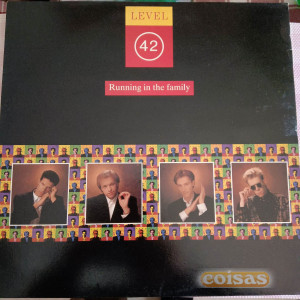 LEVEL
42
Running in the family
coisas